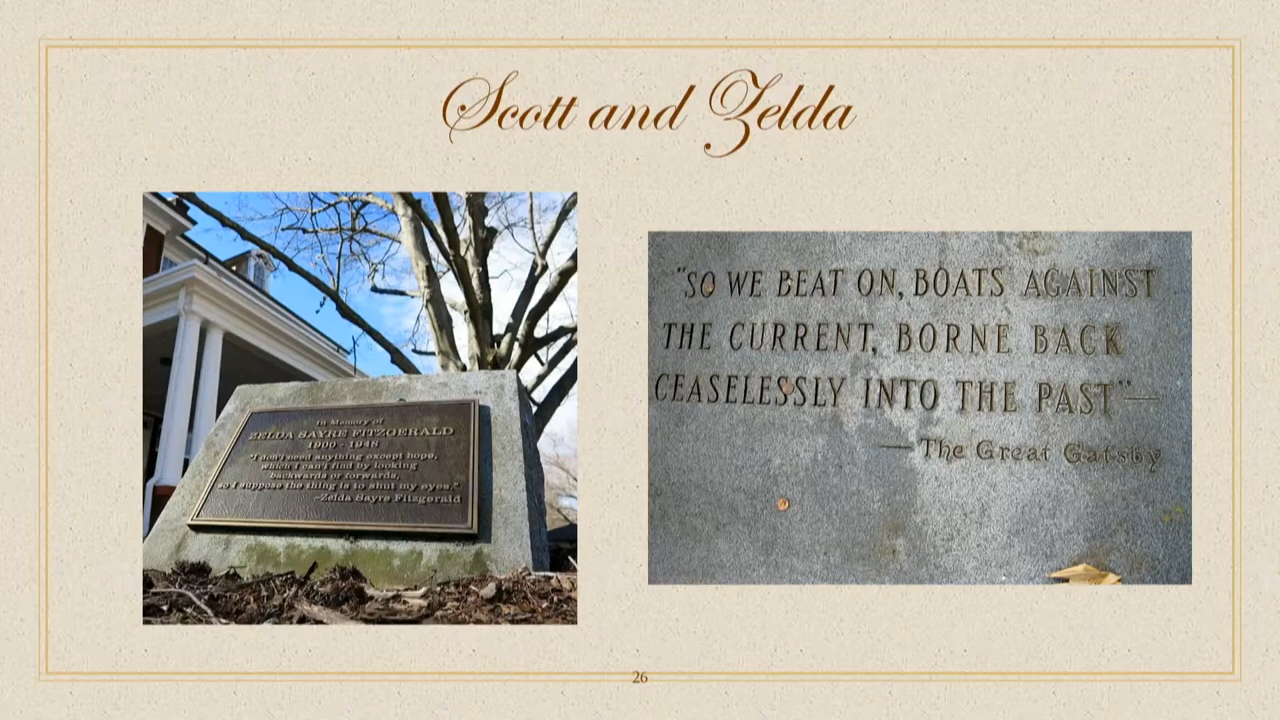 Scott and Zelda
In Memory of
ZELDA SAYRE FITZGERALD
1900 - 1948
"I don't need anything except hope,
which I can't find by looking
backwards or forwards,
so I suppose the thing is to shut my eyes."
~Zelda Sayre Fitzgerald
"SO WE BEAT ON, BOATS AGAINST
THE CURRENT, BORNE BACK
CEASELESSLY INTO THE PAST"—
—The Great Gatsby
26